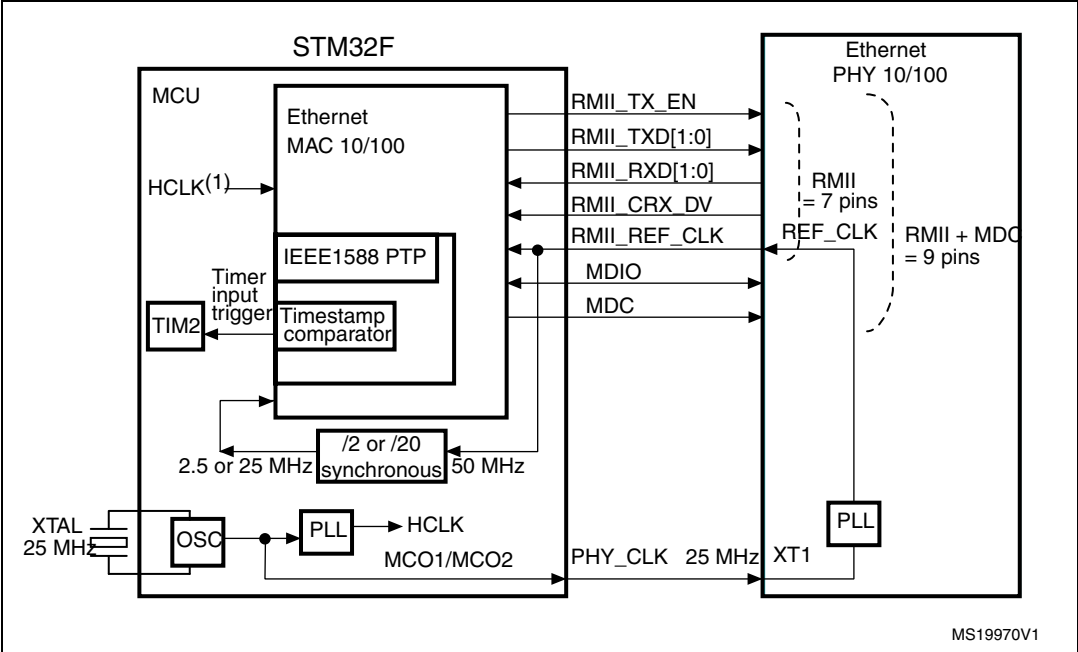 STM32F
MCU
Ethernet
MAC 10/100
HCLK(1)
IEEE1588 PTP
Timer
input
trigger
TIM2
Timestamp
comparator
/2 or /20
synchronous
2.5 or 25 MHz
50 MHz
XTAL
25 MHz
OSC
PLL
HCLK
MCO1/MCO2
RMII_TX_EN
RMII_TXD[1:0]
RMII_RXD[1:0]
RMII_CRX_DV
RMII_REF_CLK
MDIO
MDC
PHY_CLK 25 MHz
Ethernet
PHY 10/100
RMII
= 7 pins
REF_CLK
RMII + MDC
= 9 pins
PLL
XT1
MS19970V1